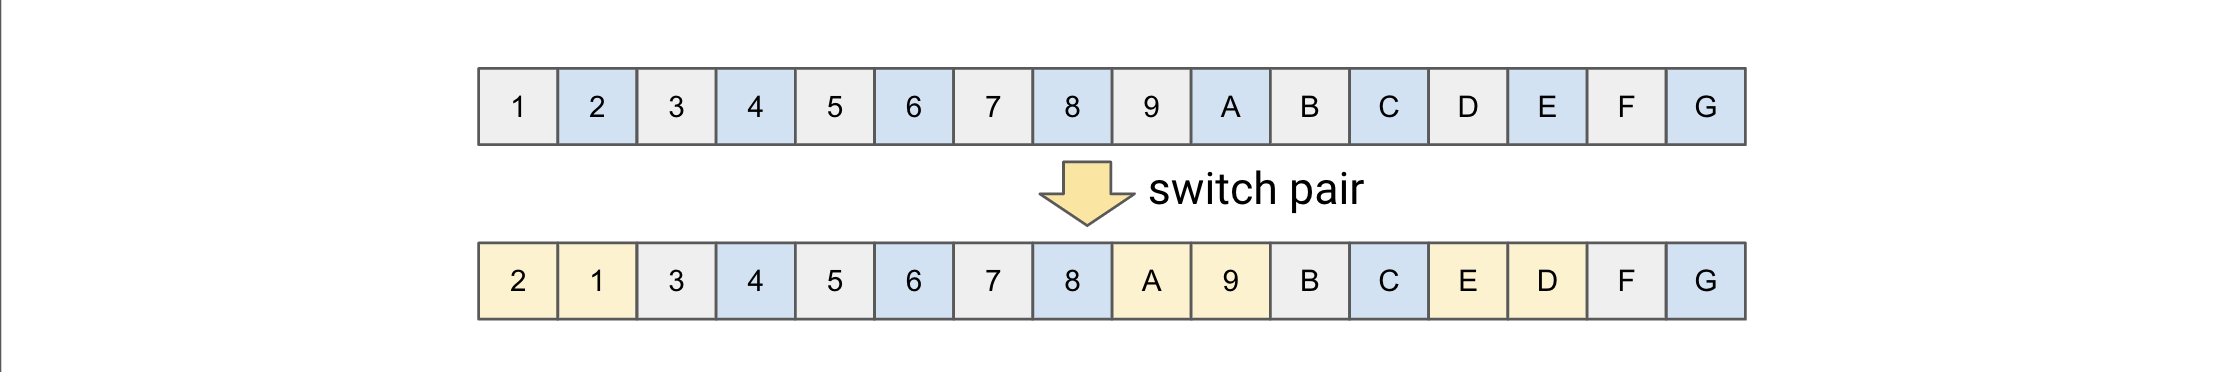 1 2 3 4 5 6 7 8 9 A B C D E F G
switch pair
2 1 3 4 5 6 7 8 A 9 B C E D F G